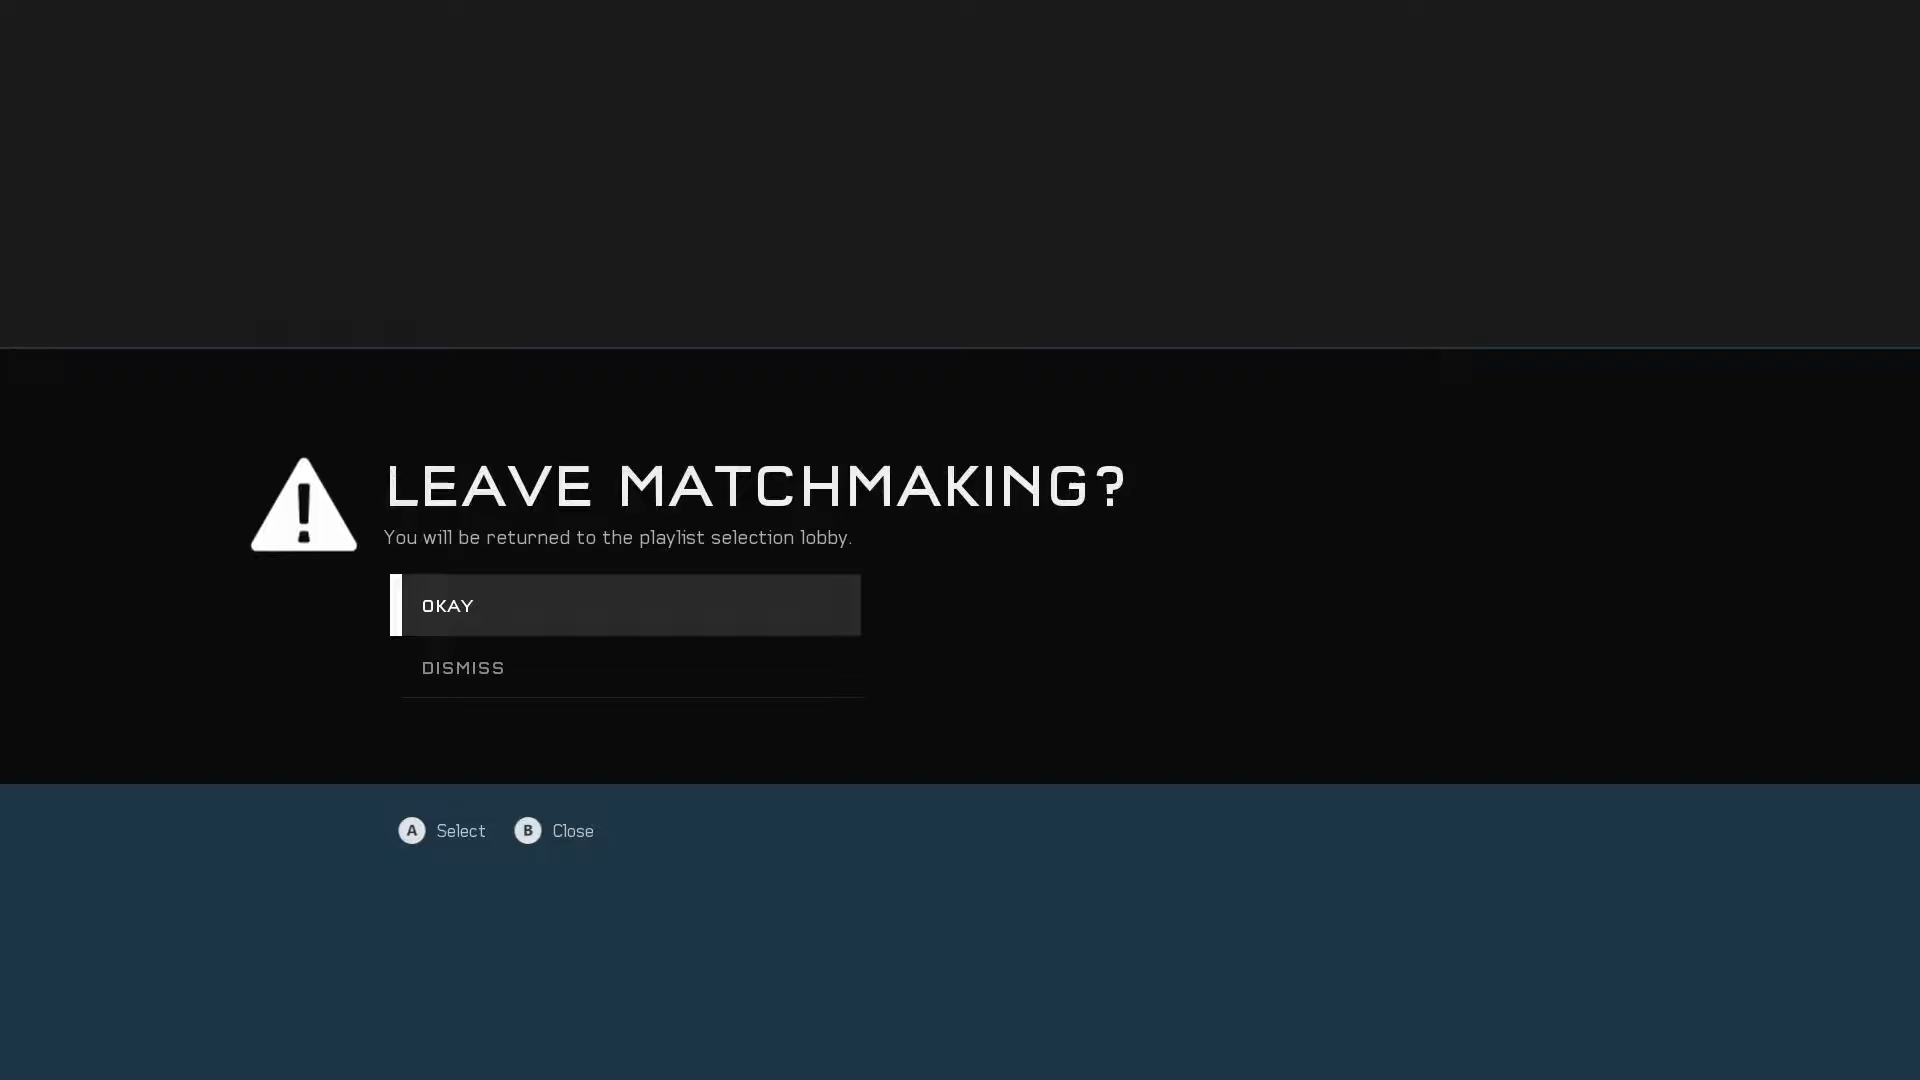 LEAVE MATCHMAKING?
You will be returned to the playlist selection lobby.
OKAY
DISMISS
A Select B Close